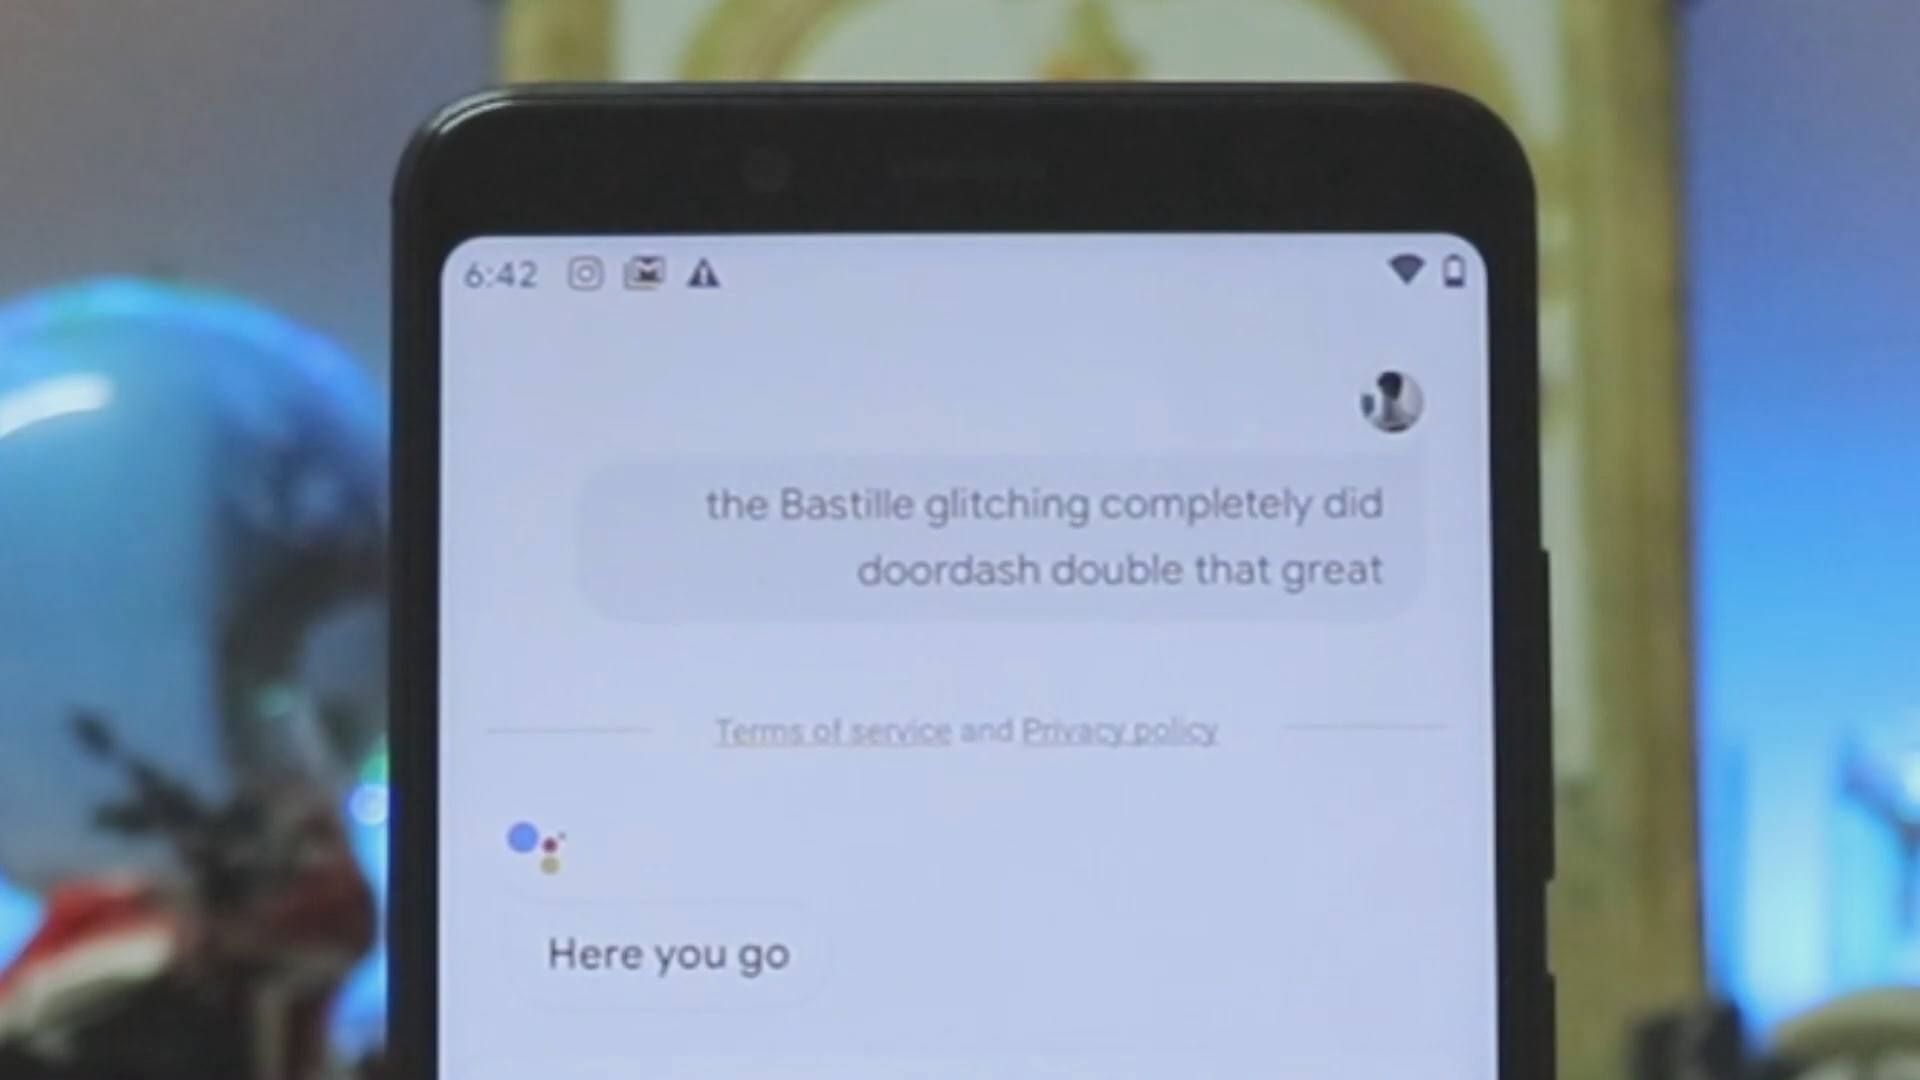 6:42
the Bastille glitching completely did
doordash double that great
Terms of service and Privacy policy
Here you go